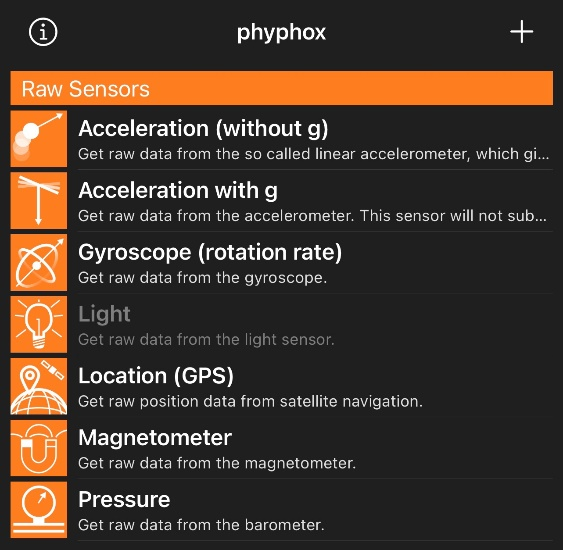 phyphox
Raw Sensors
Acceleration (without g)
Get raw data from the so called linear accelerometer, which gi...
Acceleration with g
Get raw data from the accelerometer. This sensor will not sub...
Gyroscope (rotation rate)
Get raw data from the gyroscope.
Light
Get raw data from the light sensor.
Location (GPS)
Get raw position data from satellite navigation.
Magnetometer
Get raw data from the magnetometer.
Pressure
Get raw data from the barometer.